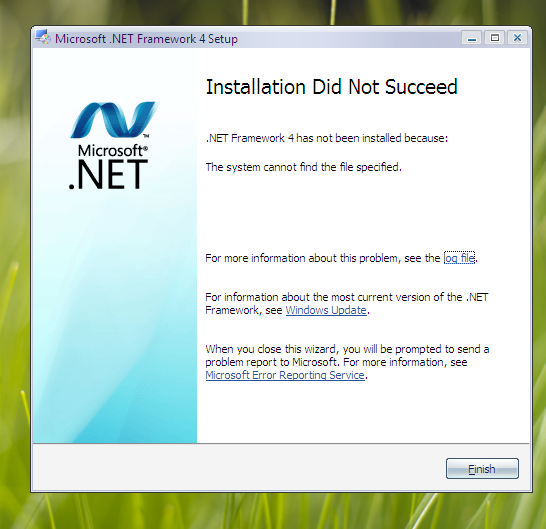 Microsoft .NET Framework 4 Setup
Installation Did Not Succeed
.NET Framework 4 has not been installed because:
The system cannot find the file specified.
Microsoft®
.NET
™
For more information about this problem, see the og file.
For information about the most current version of the .NET
Framework, see Windows Update.
When you close this wizard, you will be prompted to send a
problem report to Microsoft. For more information, see
Microsoft Error Reporting Service.
Finish